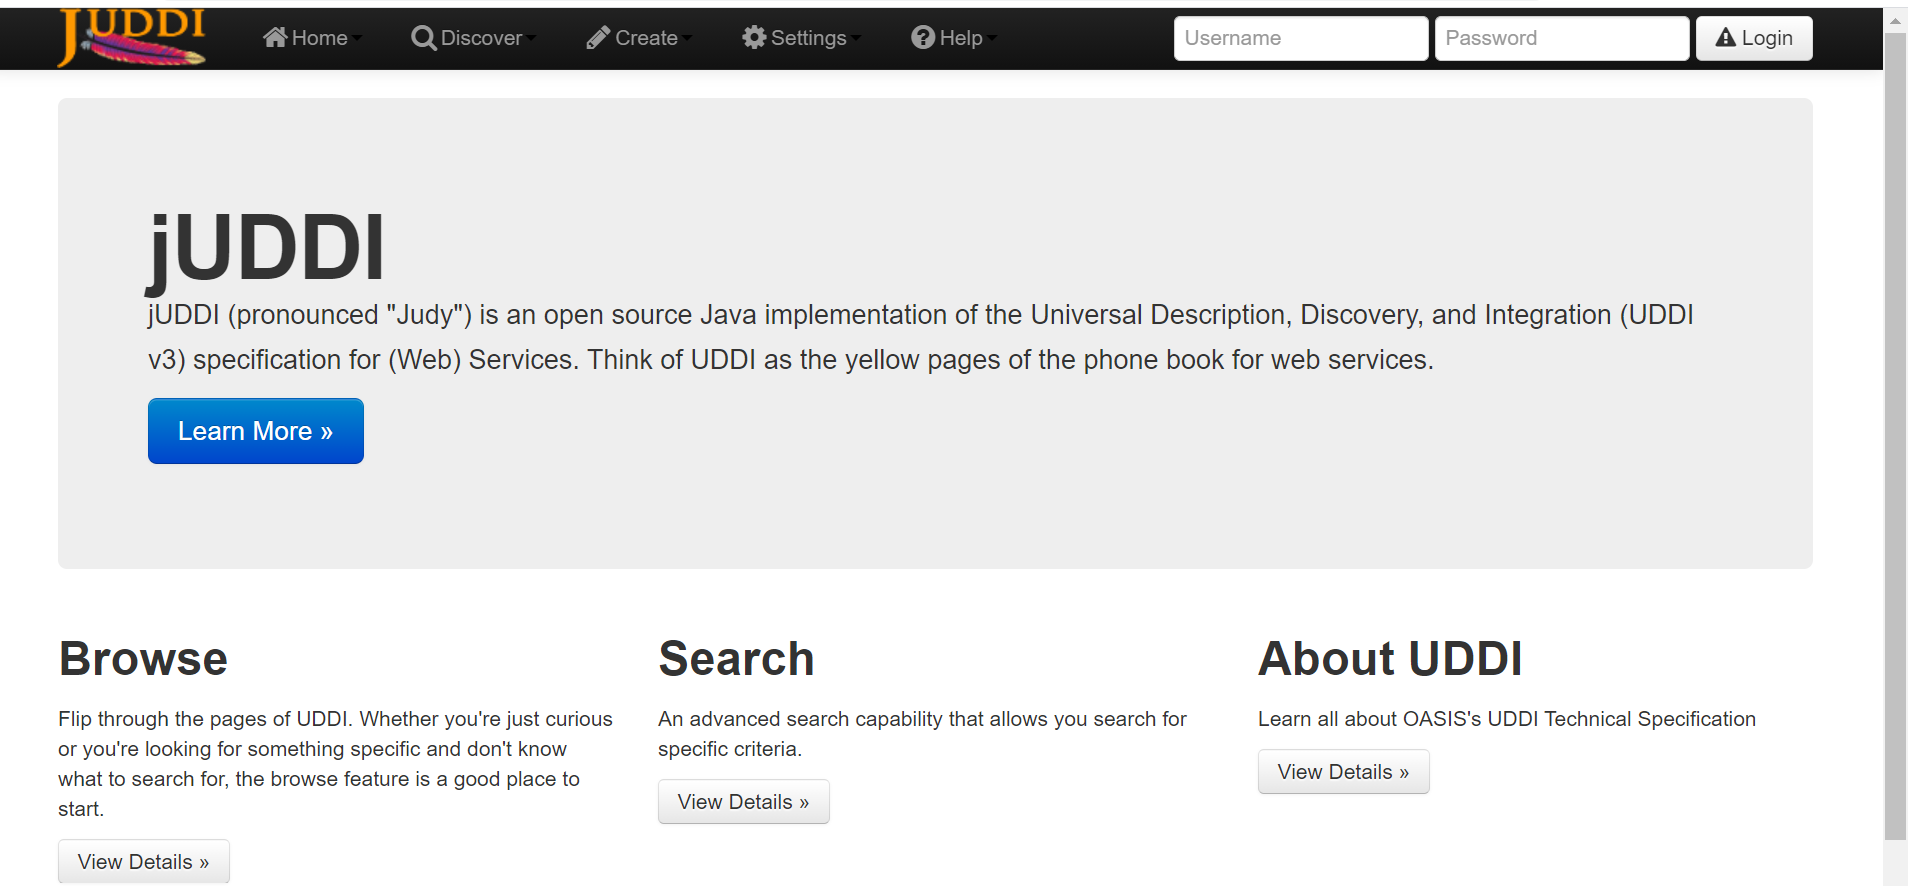 JUDDI
Home Discover Create Settings Help Username Password Login
jUDDI
jUDDI (pronounced "Judy") is an open source Java implementation of the Universal Description, Discovery, and Integration (UDDI
v3) specification for (Web) Services. Think of UDDI as the yellow pages of the phone book for web services.
Learn More »
Browse
Flip through the pages of UDDI. Whether you're just curious
or you're looking for something specific and don't know
what to search for, the browse feature is a good place to
start.
View Details »
Search
An advanced search capability that allows you search for
specific criteria.
View Details »
About UDDI
Learn all about OASIS's UDDI Technical Specification
View Details »